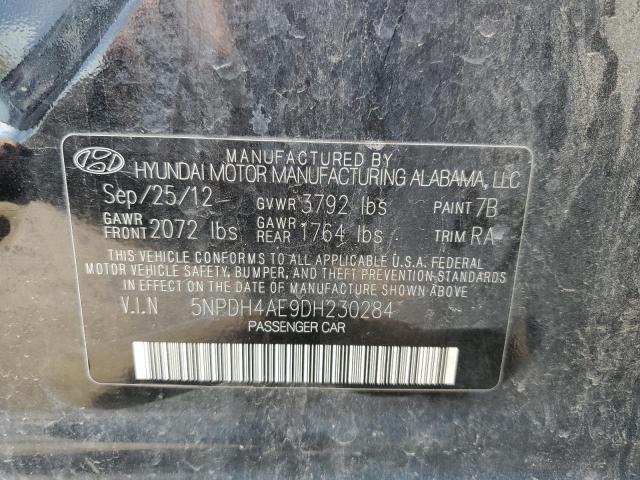 MANUFACTURED BY
HYUNDAI MOTOR MANUFACTURING ALABAMA, LLC
Sep/25/12 GVWR 3792 lbs PAINT 7B
GAWR FRONT 2072 lbs GAWR REAR 1764 lbs TRIM RA
THIS VEHICLE CONFORMS TO ALL APPLICABLE U.S.A. FEDERAL
MOTOR VEHICLE SAFETY, BUMPER, AND THEFT PREVENTION STANDARDS
IN EFFECT ON THE DATE OF MANUFACTURE SHOWN ABOVE.
V.I.N 5NPDH4AE9DH230284
PASSENGER CAR